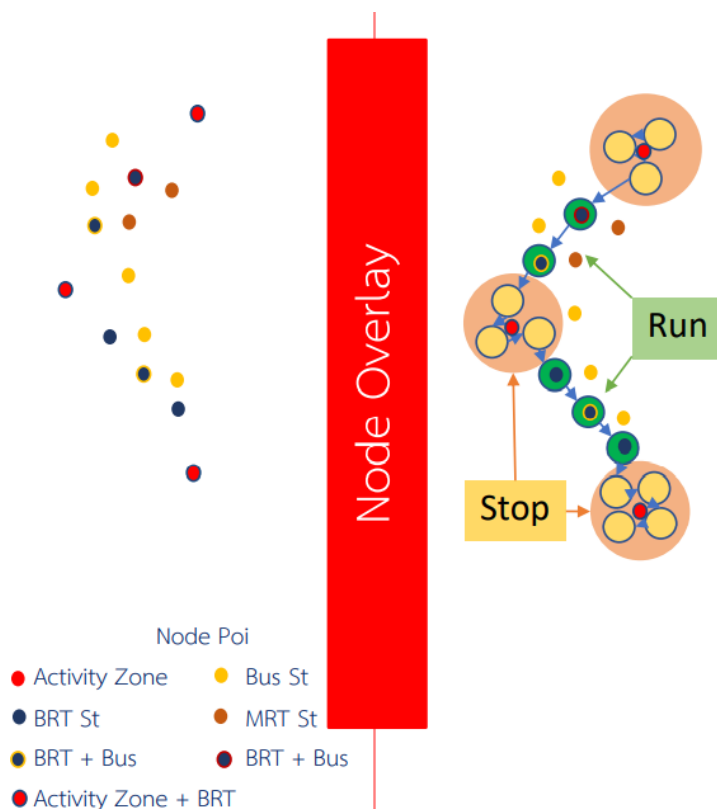 Node Overlay
Run
Stop
Node Poi
Activity Zone
Bus St
BRT St
MRT St
BRT + Bus
BRT + Bus
Activity Zone + BRT